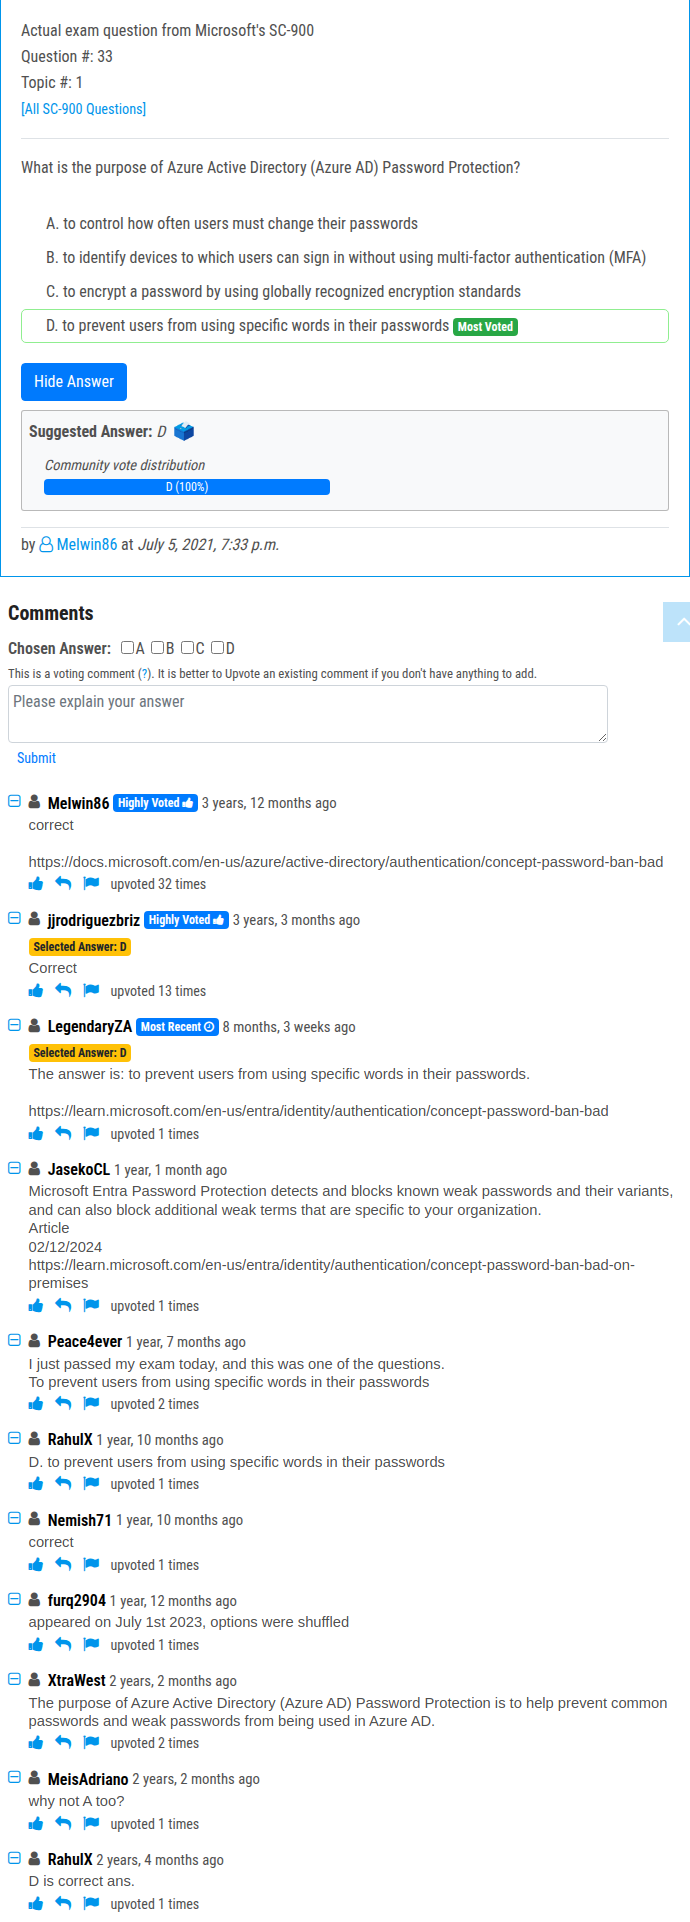 Actual exam question from Microsoft's SC-900
Question #: 33
Topic #: 1
[All SC-900 Questions]
What is the purpose of Azure Active Directory (Azure AD) Password Protection?
A. to control how often users must change their passwords
B. to identify devices to which users can sign in without using multi-factor authentication (MFA)
C. to encrypt a password by using globally recognized encryption standards
D. to prevent users from using specific words in their passwords Most Voted
Hide Answer
Suggested Answer: D
Community vote distribution
D (100%)
by Melwin86 at July 5, 2021, 7:33 p.m.
Comments
Chosen Answer: A B C D
This is a voting comment (?). It is better to Upvote an existing comment if you don't have anything to add.
Please explain your answer
Submit
Melwin86 Highly Voted 3 years, 12 months ago
correct
https://docs.microsoft.com/en-us/azure/active-directory/authentication/concept-password-ban-bad
upvoted 32 times
jjrodriguezbriz Highly Voted 3 years, 3 months ago
Selected Answer: D
Correct
upvoted 13 times
LegendaryZA Most Recent 8 months, 3 weeks ago
Selected Answer: D
The answer is: to prevent users from using specific words in their passwords.
https://learn.microsoft.com/en-us/entra/identity/authentication/concept-password-ban-bad
upvoted 1 times
JasekoCL 1 year, 1 month ago
Microsoft Entra Password Protection detects and blocks known weak passwords and their variants,
and can also block additional weak terms that are specific to your organization.
Article
02/12/2024
https://learn.microsoft.com/en-us/entra/identity/authentication/concept-password-ban-bad-on-
premises
upvoted 1 times
Peace4ever 1 year, 7 months ago
I just passed my exam today, and this was one of the questions.
To prevent users from using specific words in their passwords
upvoted 2 times
RahulX 1 year, 10 months ago
D. to prevent users from using specific words in their passwords
upvoted 1 times
Nemish71 1 year, 10 months ago
correct
upvoted 1 times
furq2904 1 year, 12 months ago
appeared on July 1st 2023, options were shuffled
upvoted 1 times
XtraWest 2 years, 2 months ago
The purpose of Azure Active Directory (Azure AD) Password Protection is to help prevent common
passwords and weak passwords from being used in Azure AD.
upvoted 2 times
MeisAdriano 2 years, 2 months ago
why not A too?
upvoted 1 times
RahulX 2 years, 4 months ago
D is correct ans.
upvoted 1 times